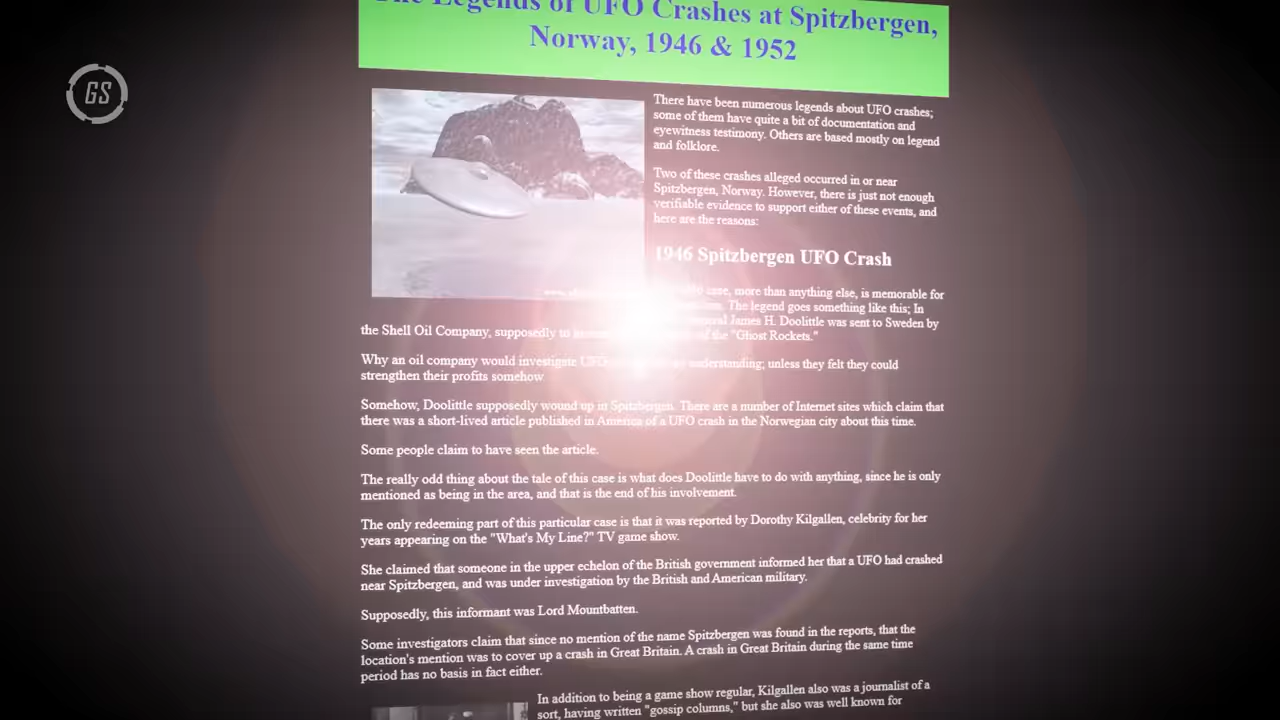 The Legends of UFO Crashes at Spitzbergen,
Norway, 1946 & 1952
GS
There have been numerous legends about UFO crashes;
some of them have quite a bit of documentation and
eyewitness testimony. Others are based mostly on legend
and folklore.
Two of these crashes alleged occurred in or near
Spitzbergen, Norway. However, there is just not enough
verifiable evidence to support either of these events, and
here are the reasons:
1946 Spitzbergen UFO Crash
case, more than anything else, is memorable for
The legend goes something like this; In
General James H. Doolittle was sent to Sweden by
the Shell Oil Company, supposedly to of the "Ghost Rockets."
Why an oil company would investigate UFO understanding; unless they felt they could
strengthen their profits somehow
Somehow, Doolittle supposedly wound up in Spitzbergen. There are a number of Internet sites which claim that
there was a short-lived article published in America of a UFO crash in the Norwegian city about this time.
Some people claim to have seen the article.
The really odd thing about the tale of this case is what does Doolittle have to do with anything, since he is only
mentioned as being in the area, and that is the end of his involvement.
The only redeeming part of this particular case is that it was reported by Dorothy Kilgallen, celebrity for her
years appearing on the "What's My Line?" TV game show.
She claimed that someone in the upper echelon of the British government informed her that a UFO had crashed
near Spitzbergen, and was under investigation by the British and American military.
Supposedly, this informant was Lord Mountbatten.
Some investigators claim that since no mention of the name Spitzbergen was found in the reports, that the
location's mention was to cover up a crash in Great Britain. A crash in Great Britain during the same time
period has no basis in fact either.
In addition to being a game show regular, Kilgallen also was a journalist of a
sort, having written "gossip columns," but she also was well known for